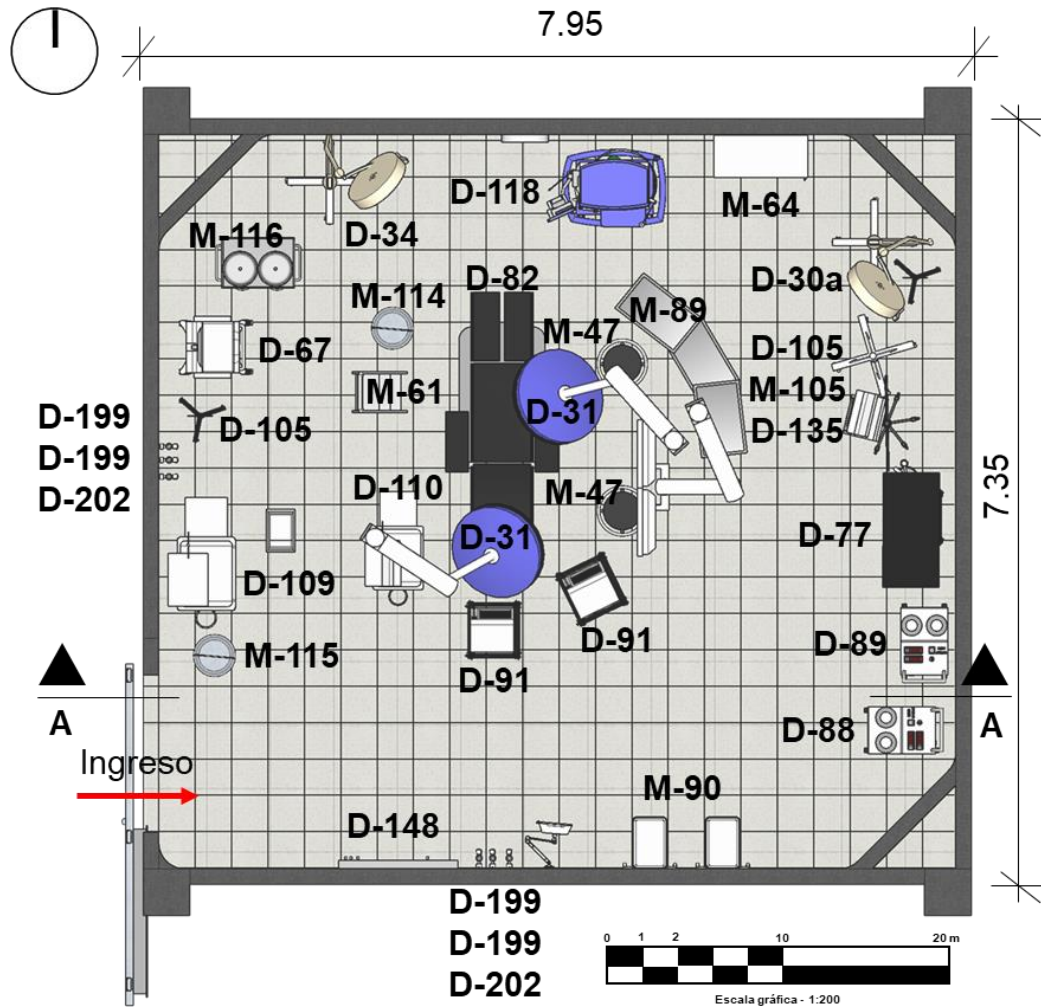 7.95
D-118
M-64
D-34
M-116
D-30a
D-82
M-114
M-89
M-47
D-67
D-105
M-61
M-105
D-31
D-135
D-105
D-199
D-199
D-202
7.35
D-110
M-47
D-31
D-77
D-109
D-91
D-89
M-115
D-91
A
A
D-88
Ingreso
M-90
D-148
D-199
D-199
D-202
0 1 2 10 20 m
Escala gráfica - 1:200